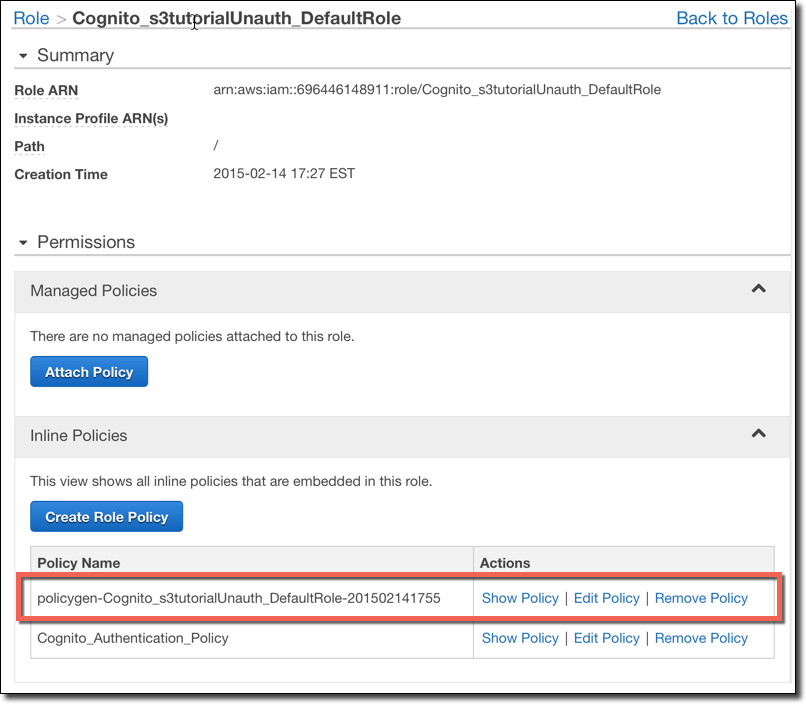 Role > Cognito_s3tutorialUnauth_DefaultRole Back to Roles
Summary
Role ARN arn:aws:iam::696446148911:role/Cognito_s3tutorialUnauth_DefaultRole
Instance Profile ARN(s)
Path /
Creation Time 2015-02-14 17:27 EST
Permissions
Managed Policies
There are no managed policies attached to this role.
Attach Policy
Inline Policies
This view shows all inline policies that are embedded in this role.
Create Role Policy
Policy Name Actions
policygen-Cognito_s3tutorialUnauth_DefaultRole-201502141755 Show Policy | Edit Policy | Remove Policy
Cognito_Authentication_Policy Show Policy | Edit Policy | Remove Policy